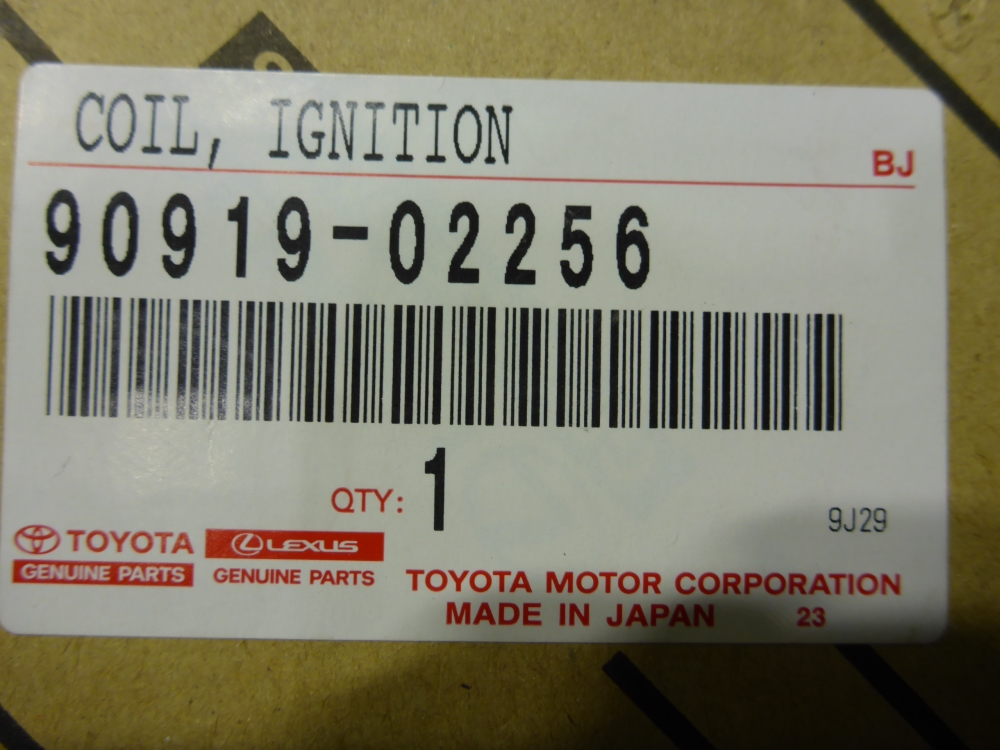 COIL, IGNITION
BJ
90919-02256
QTY: 1
9J29
TOYOTA
GENUINE PARTS
LEXUS
GENUINE PARTS
TOYOTA MOTOR CORPORATION
MADE IN JAPAN 23